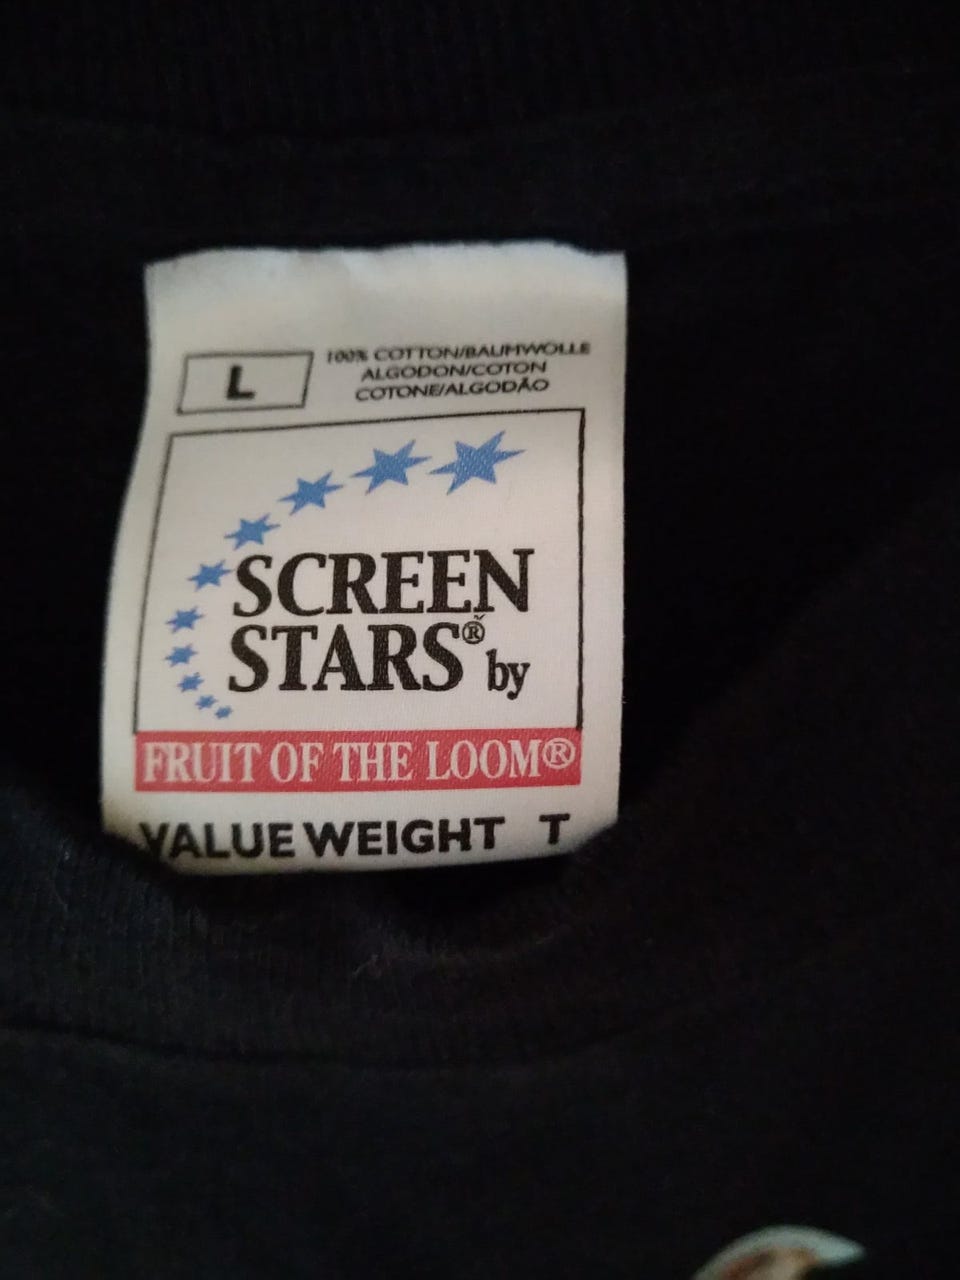 L
100% COTTON/BAUMWOLLE
ALGODON/COTON
COTONE/ALGODÃO
SCREEN
STARS® by
FRUIT OF THE LOOM®
VALUE WEIGHT T